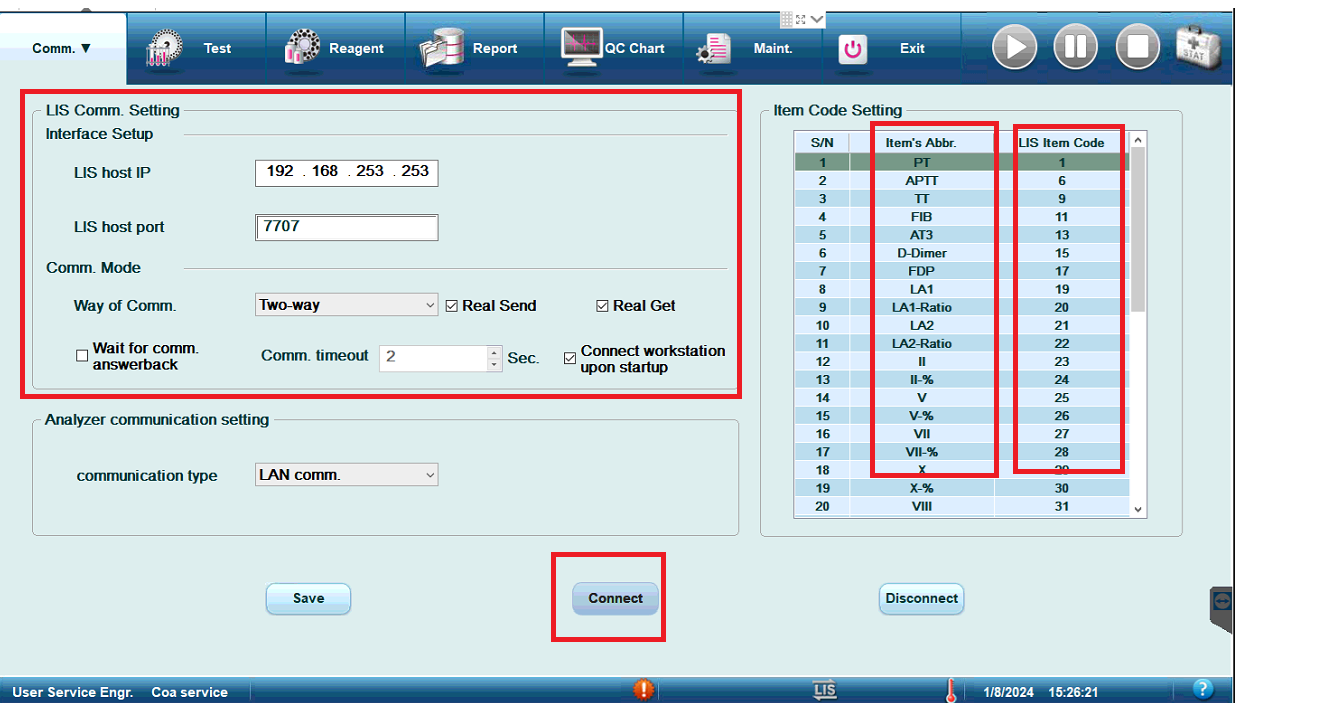 Comm. ▼ Test Reagent Report QC Chart Maint. Exit STAT
LIS Comm. Setting
Interface Setup
LIS host IP 192 . 168 . 253 . 253
LIS host port 7707
Comm. Mode
Way of Comm. Two-way Real Send Real Get
Wait for comm. answerback Comm. timeout 2 Sec. Connect workstation upon startup
Analyzer communication setting
communication type LAN comm.
Item Code Setting
S/N Item's Abbr. LIS Item Code
1 PT 1
2 APTT 6
3 TT 9
4 FIB 11
5 AT3 13
6 D-Dimer 15
7 FDP 17
8 LA1 19
9 LA1-Ratio 20
10 LA2 21
11 LA2-Ratio 22
12 II 23
13 II-% 24
14 V 25
15 V-% 26
16 VII 27
17 VII-% 28
18 X 29
19 X-% 30
20 VIII 31
Save Connect Disconnect
User Service Engr. Coa service LIS 1/8/2024 15:26:21 ?